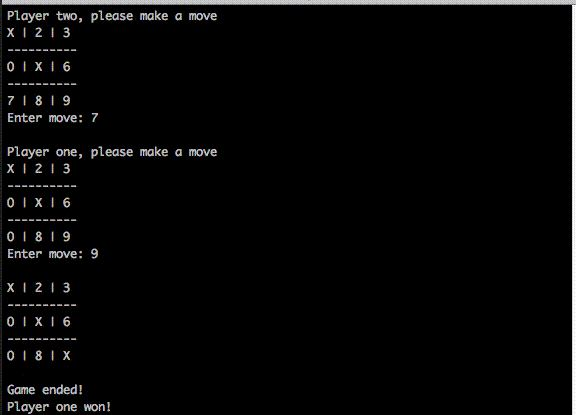 Player two, please make a move
X | 2 | 3
----------
O | X | 6
----------
7 | 8 | 9
Enter move: 7
Player one, please make a move
X | 2 | 3
----------
O | X | 6
----------
O | 8 | 9
Enter move: 9
X | 2 | 3
----------
O | X | 6
----------
O | 8 | X
Game ended!
Player one won!